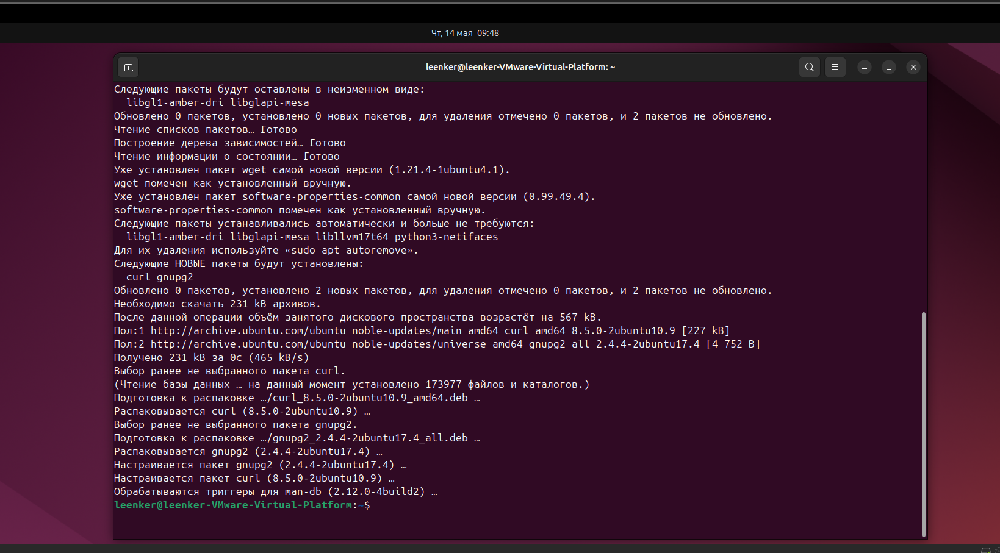 Чт, 14 мая 09:48
leenker@leenker-VMware-Virtual-Platform: ~
Следующие пакеты будут оставлены в неизменном виде:
  libgl1-amber-dri libglapi-mesa
Обновлено 0 пакетов, установлено 0 новых пакетов, для удаления отмечено 0 пакетов, и 2 пакетов не обновлено.
Чтение списков пакетов… Готово
Построение дерева зависимостей… Готово
Чтение информации о состоянии… Готово
Уже установлен пакет wget самой новой версии (1.21.4-1ubuntu4.1).
wget помечен как установленный вручную.
Уже установлен пакет software-properties-common самой новой версии (0.99.49.4).
software-properties-common помечен как установленный вручную.
Следующие пакеты устанавливались автоматически и больше не требуются:
  libgl1-amber-dri libglapi-mesa libllvm17t64 python3-netifaces
Для их удаления используйте «sudo apt autoremove».
Следующие НОВЫЕ пакеты будут установлены:
  curl gnupg2
Обновлено 0 пакетов, установлено 2 новых пакетов, для удаления отмечено 0 пакетов, и 2 пакетов не обновлено.
Необходимо скачать 231 kB архивов.
После данной операции объём занятого дискового пространства возрастёт на 567 kB.
Пол:1 http://archive.ubuntu.com/ubuntu noble-updates/main amd64 curl amd64 8.5.0-2ubuntu10.9 [227 kB]
Пол:2 http://archive.ubuntu.com/ubuntu noble-updates/universe amd64 gnupg2 all 2.4.4-2ubuntu17.4 [4 752 B]
Получено 231 kB за 0с (465 kB/s)
Выбор ранее не выбранного пакета curl.
(Чтение базы данных … на данный момент установлено 173977 файлов и каталогов.)
Подготовка к распаковке …/curl_8.5.0-2ubuntu10.9_amd64.deb …
Распаковывается curl (8.5.0-2ubuntu10.9) …
Выбор ранее не выбранного пакета gnupg2.
Подготовка к распаковке …/gnupg2_2.4.4-2ubuntu17.4_all.deb …
Распаковывается gnupg2 (2.4.4-2ubuntu17.4) …
Настраивается пакет gnupg2 (2.4.4-2ubuntu17.4) …
Настраивается пакет curl (8.5.0-2ubuntu10.9) …
Обрабатываются триггеры для man-db (2.12.0-4build2) …
leenker@leenker-VMware-Virtual-Platform:~$